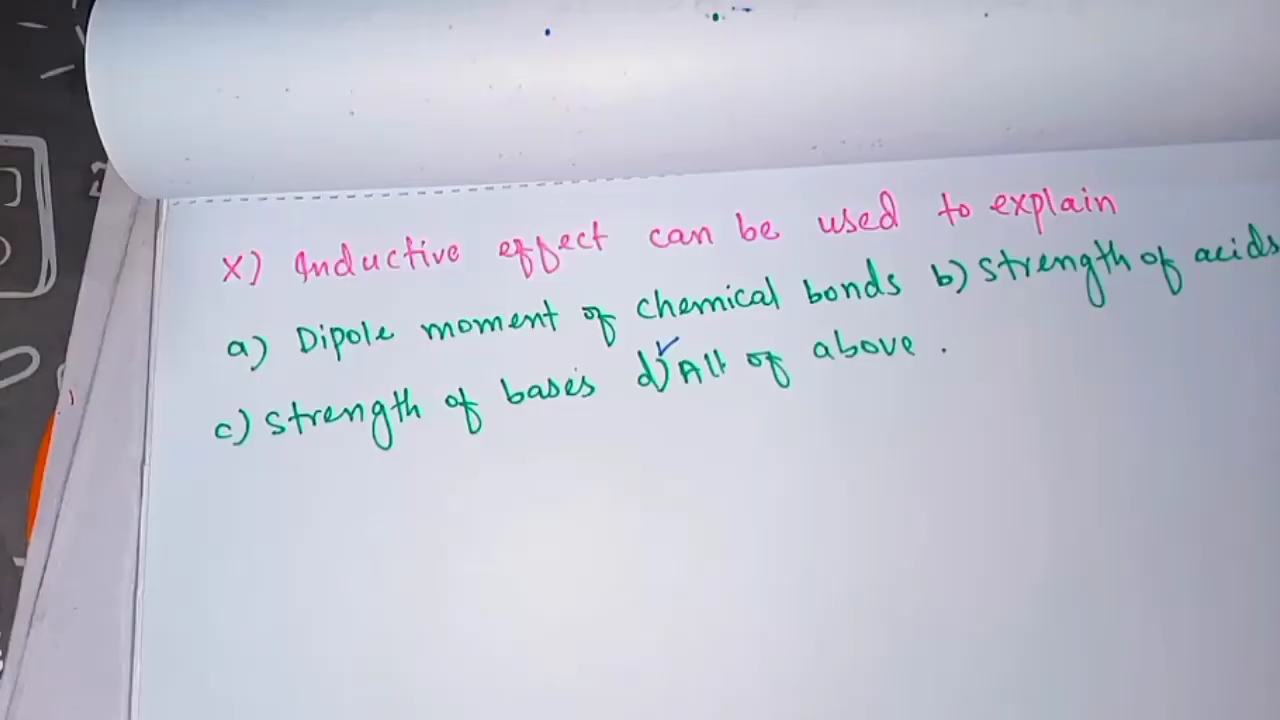 X) Inductive effect can be used to explain
a) Dipole moment of chemical bonds b) strength of acids
c) strength of bases d) All of above .